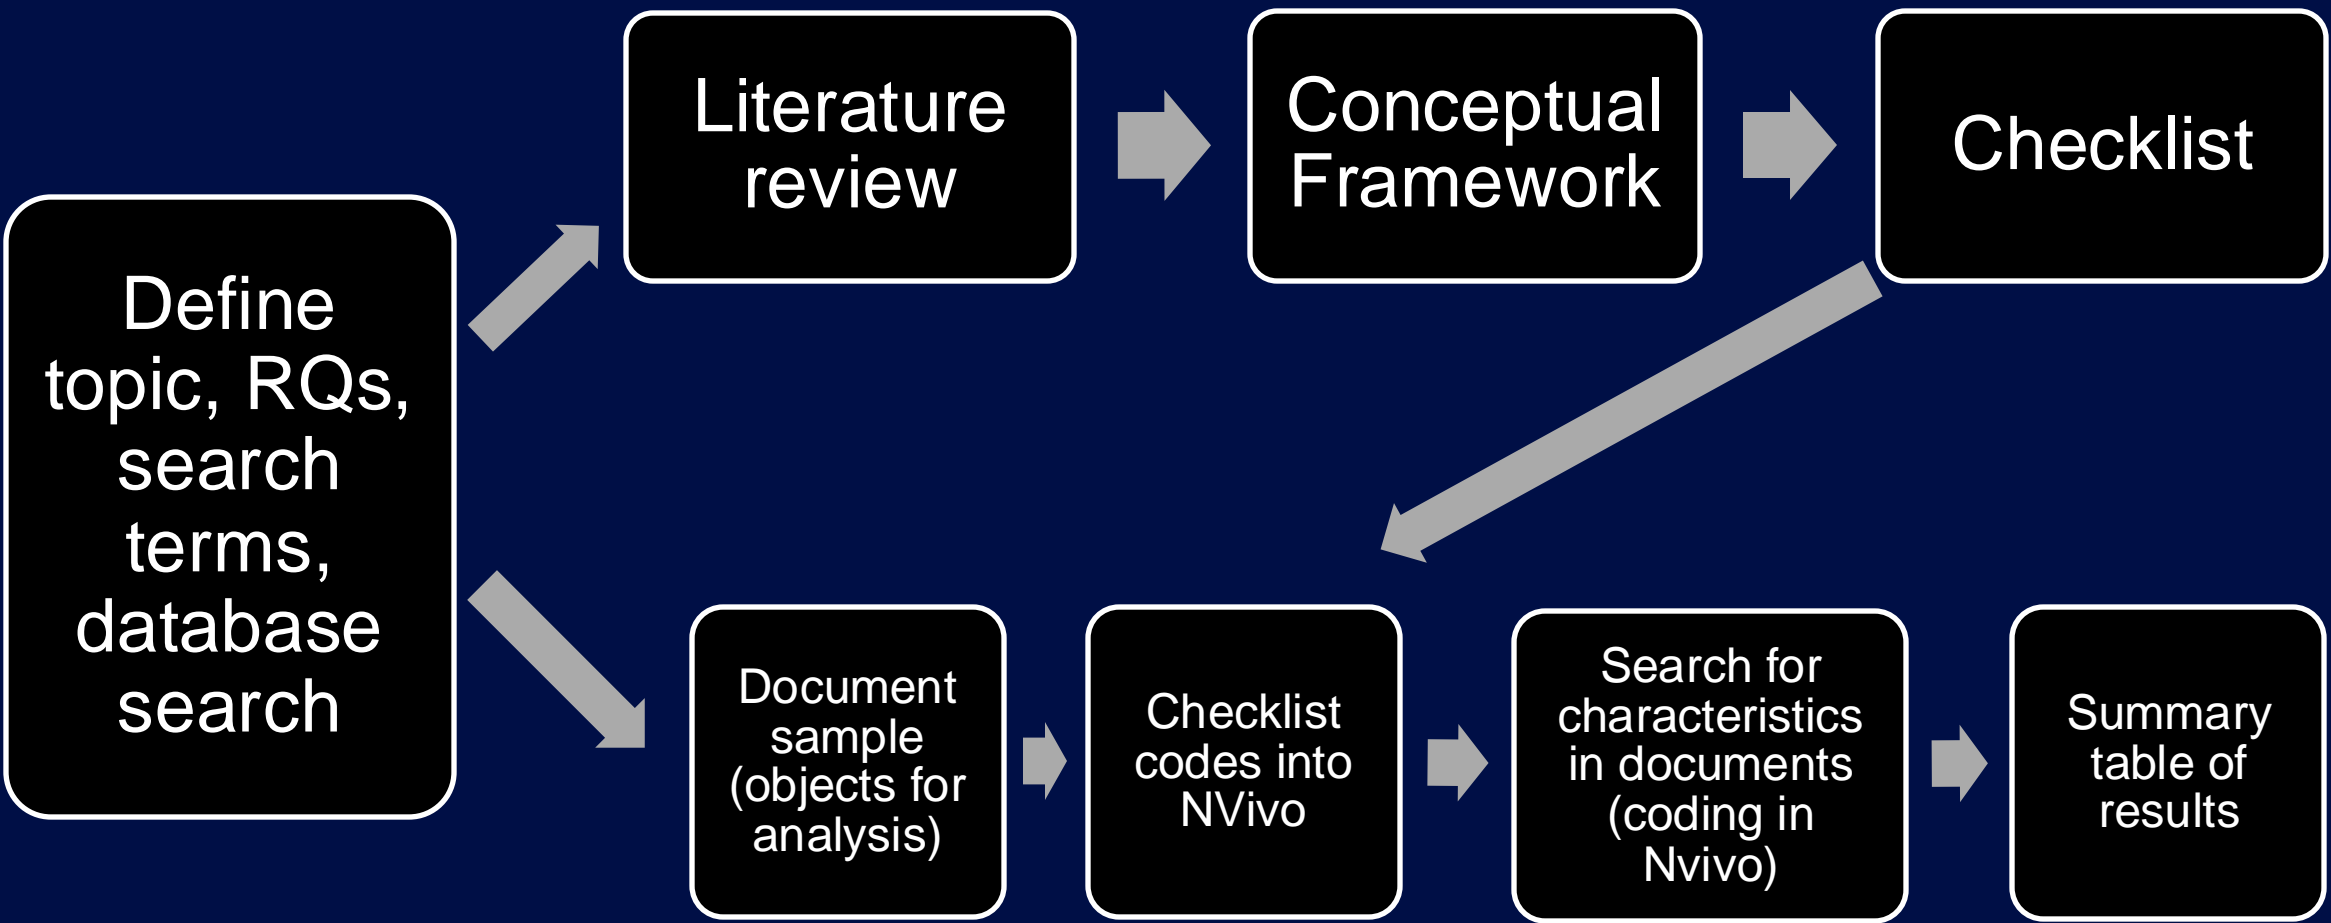 Define
topic, RQs,
search
terms,
database
search
Literature
review
Conceptual
Framework
Checklist
Document
sample
(objects for
analysis)
Checklist
codes into
NVivo
Search for
characteristics
in documents
(coding in
Nvivo)
Summary
table of
results